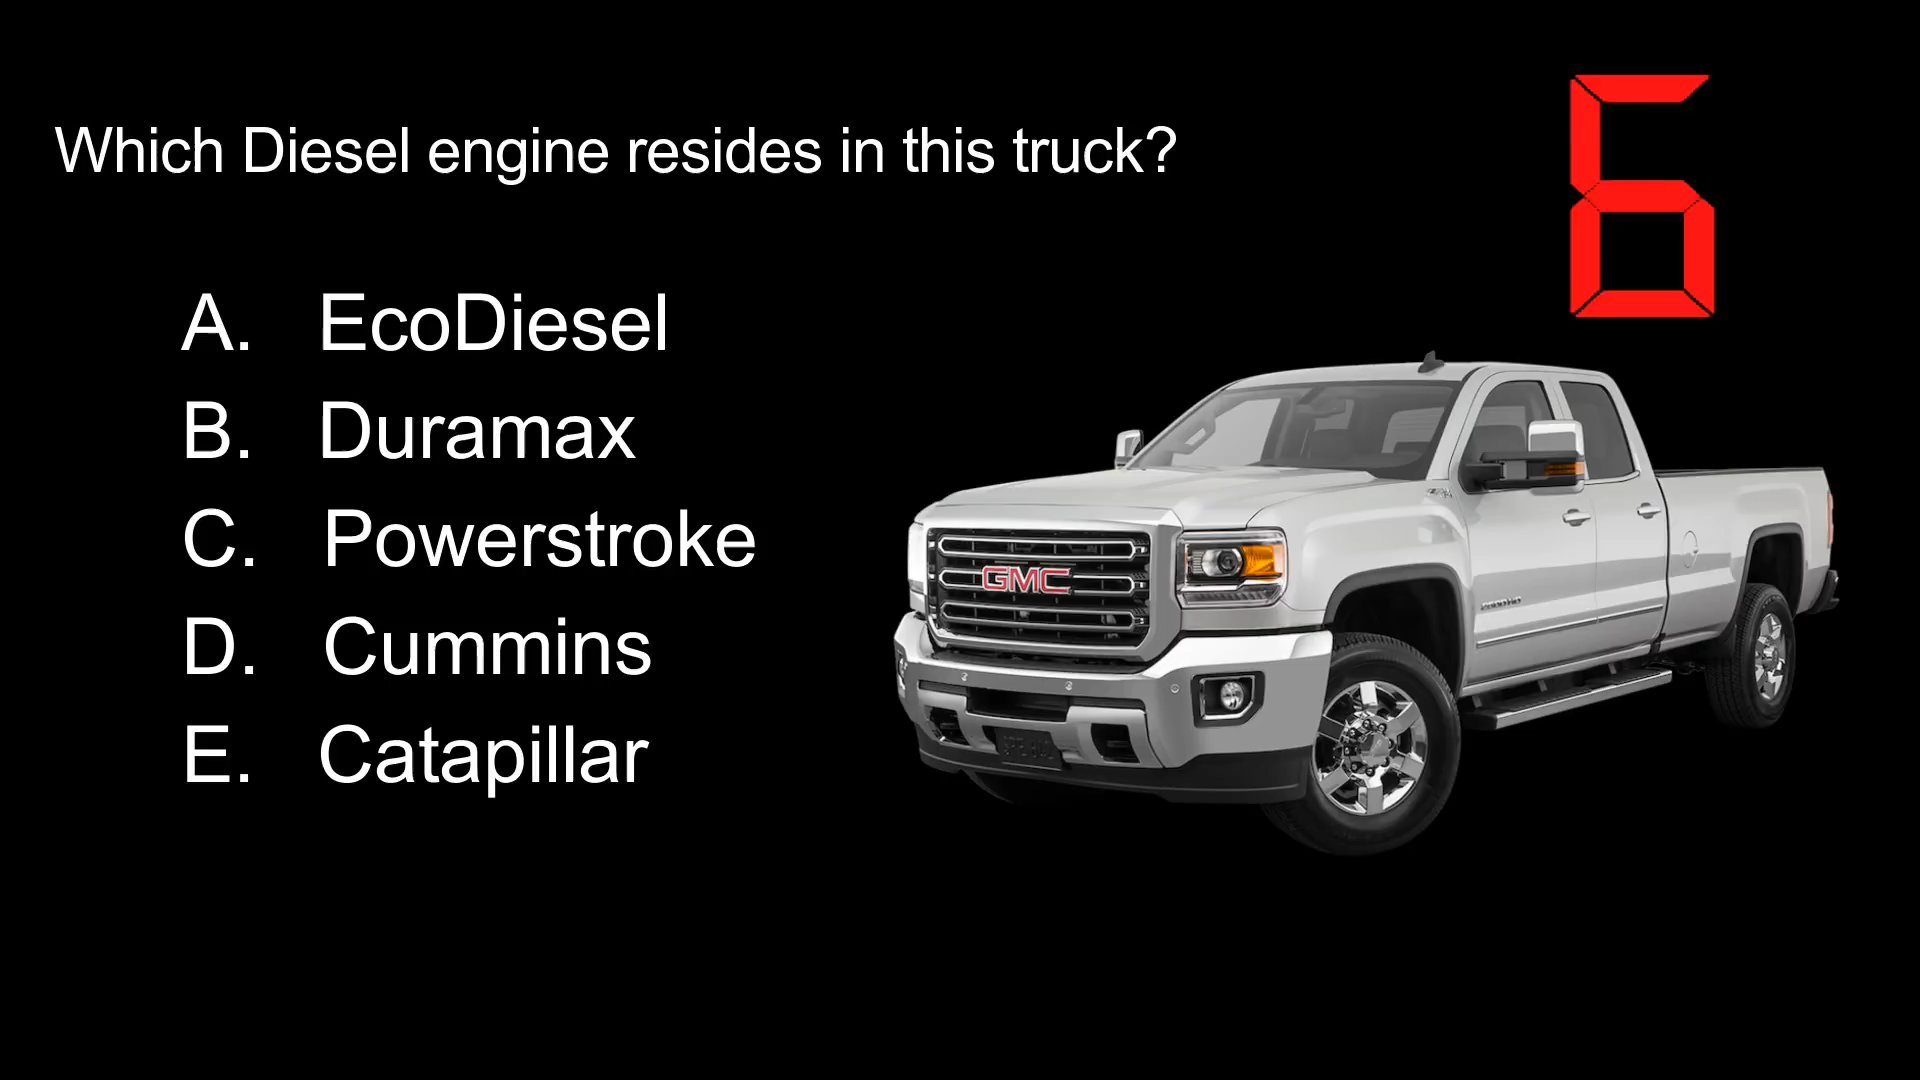 Which Diesel engine resides in this truck?
6
A. EcoDiesel
B. Duramax
C. Powerstroke
D. Cummins
E. Catapillar
GMC